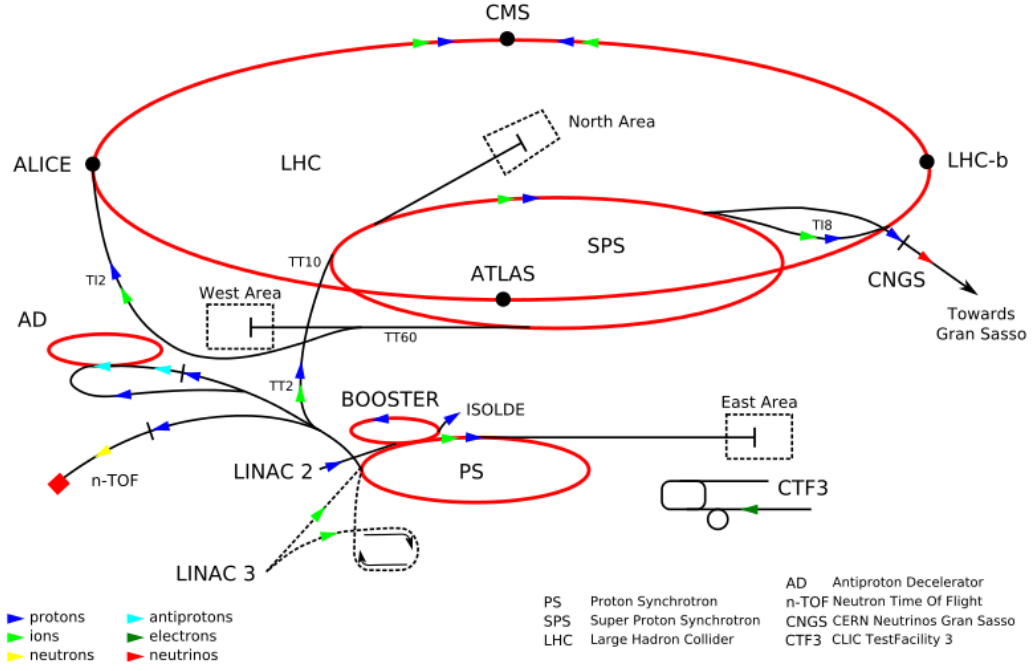 CMS
North Area
ALICE
LHC
LHC-b
SPS
TI8
TT10
ATLAS
CNGS
TI2
West Area
Towards
Gran Sasso
AD
TT60
TT2
BOOSTER
East Area
ISOLDE
LINAC 2
PS
n-TOF
CTF3
LINAC 3
protons
antiprotons
ions
electrons
neutrons
neutrinos
PS Proton Synchrotron
SPS Super Proton Synchrotron
LHC Large Hadron Collider
AD Antiproton Decelerator
n-TOF Neutron Time Of Flight
CNGS CERN Neutrinos Gran Sasso
CTF3 CLIC TestFacility 3